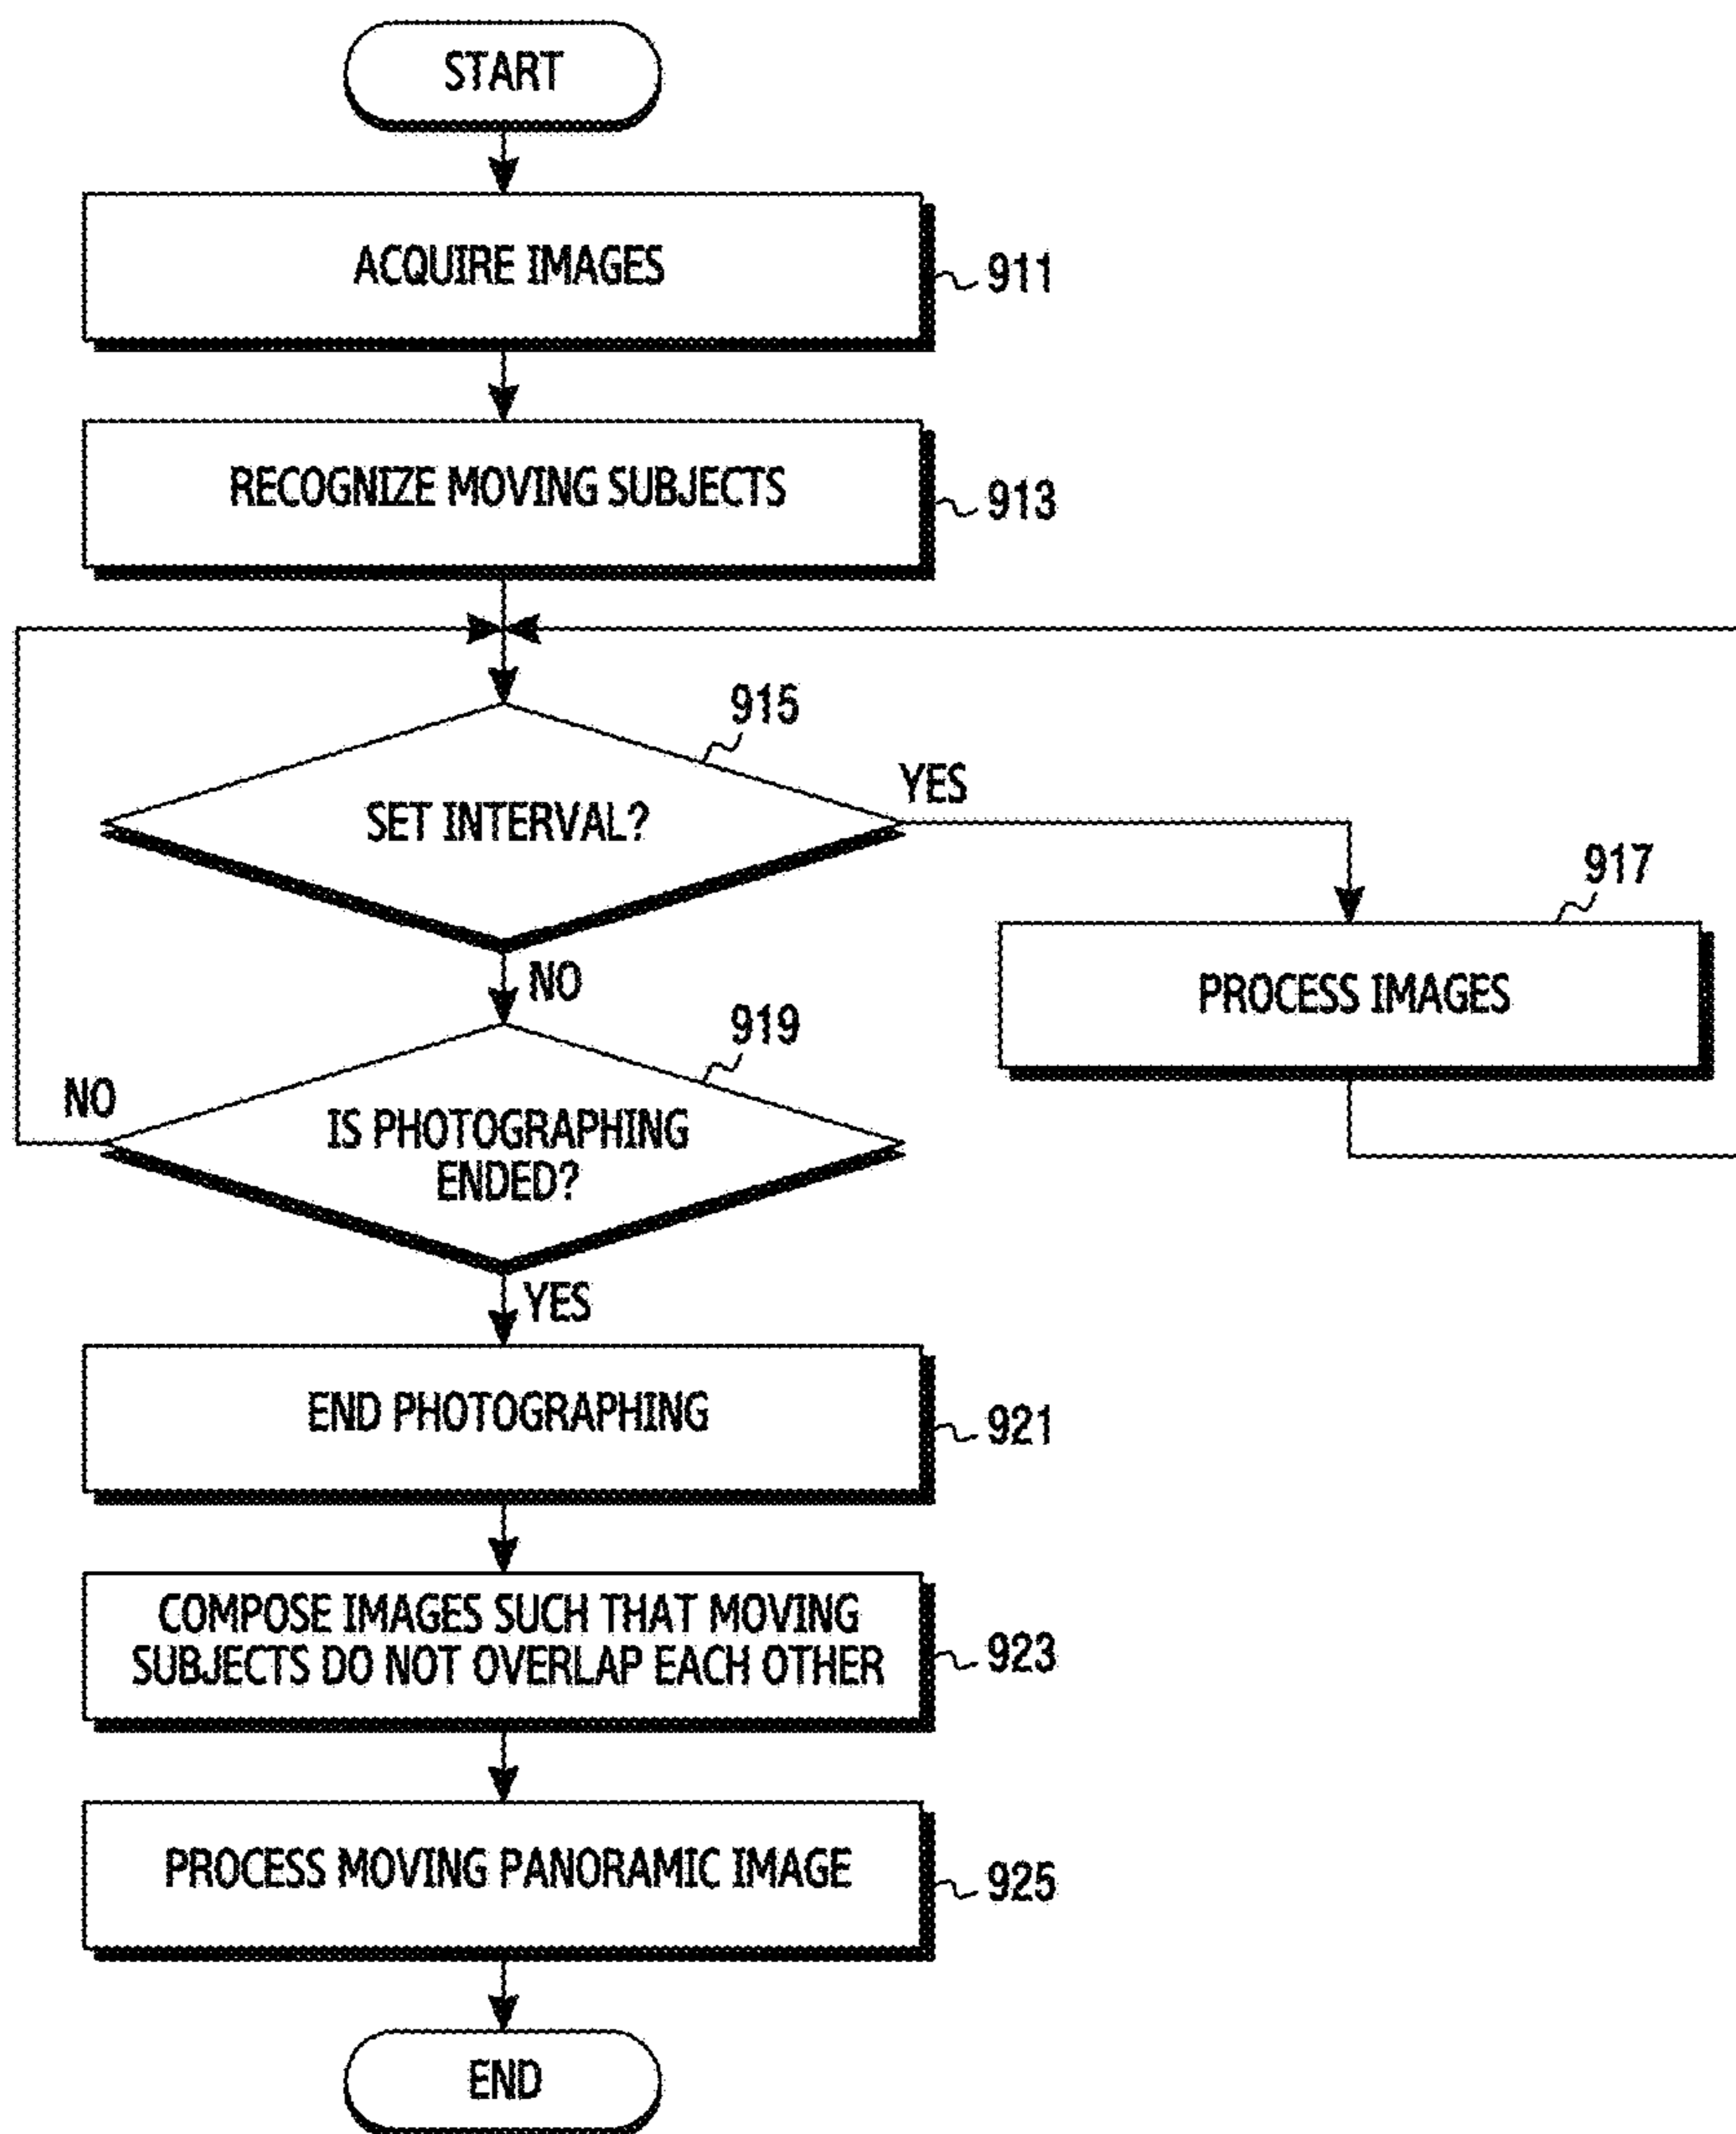 START
ACQUIRE IMAGES
911
RECOGNIZE MOVING SUBJECTS
913
915
SET INTERVAL?
YES
917
PROCESS IMAGES
NO
919
NO
IS PHOTOGRAPHING
ENDED?
YES
END PHOTOGRAPHING
921
COMPOSE IMAGES SUCH THAT MOVING
SUBJECTS DO NOT OVERLAP EACH OTHER
923
PROCESS MOVING PANORAMIC IMAGE
925
END